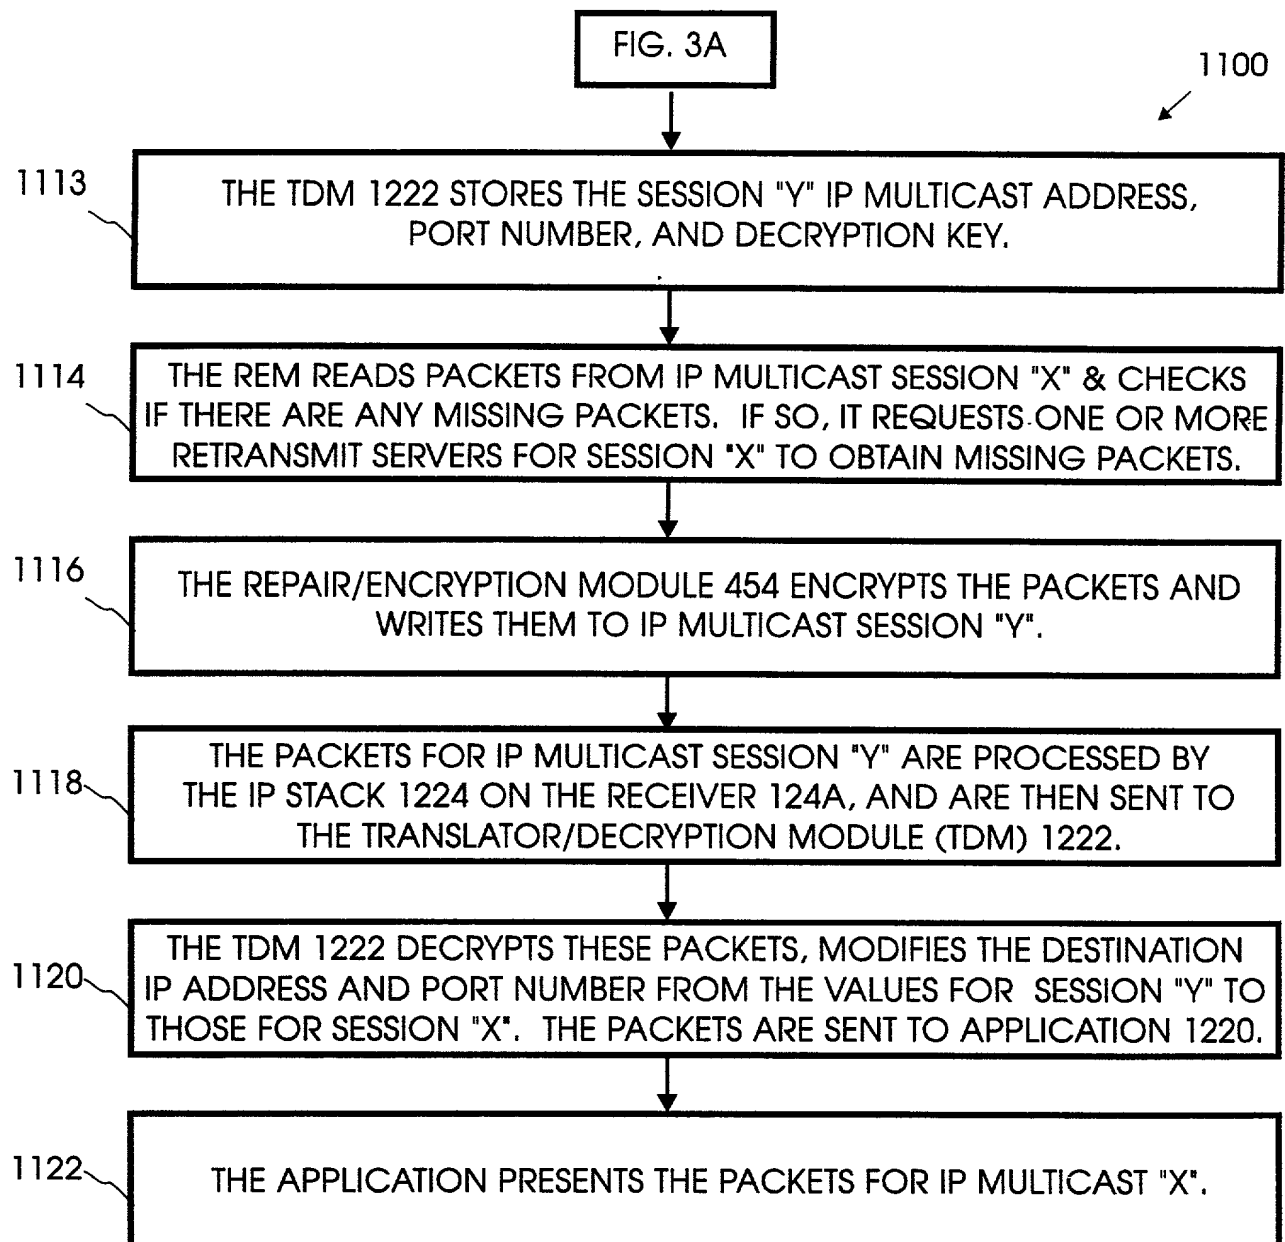 FIG. 3A
1100
1113
THE TDM 1222 STORES THE SESSION "Y" IP MULTICAST ADDRESS,
PORT NUMBER, AND DECRYPTION KEY.
1114
THE REM READS PACKETS FROM IP MULTICAST SESSION "X" & CHECKS
IF THERE ARE ANY MISSING PACKETS. IF SO, IT REQUESTS ONE OR MORE
RETRANSMIT SERVERS FOR SESSION "X" TO OBTAIN MISSING PACKETS.
1116
THE REPAIR/ENCRYPTION MODULE 454 ENCRYPTS THE PACKETS AND
WRITES THEM TO IP MULTICAST SESSION "Y".
1118
THE PACKETS FOR IP MULTICAST SESSION "Y" ARE PROCESSED BY
THE IP STACK 1224 ON THE RECEIVER 124A, AND ARE THEN SENT TO
THE TRANSLATOR/DECRYPTION MODULE (TDM) 1222.
1120
THE TDM 1222 DECRYPTS THESE PACKETS, MODIFIES THE DESTINATION
IP ADDRESS AND PORT NUMBER FROM THE VALUES FOR SESSION "Y" TO
THOSE FOR SESSION "X". THE PACKETS ARE SENT TO APPLICATION 1220.
1122
THE APPLICATION PRESENTS THE PACKETS FOR IP MULTICAST "X".